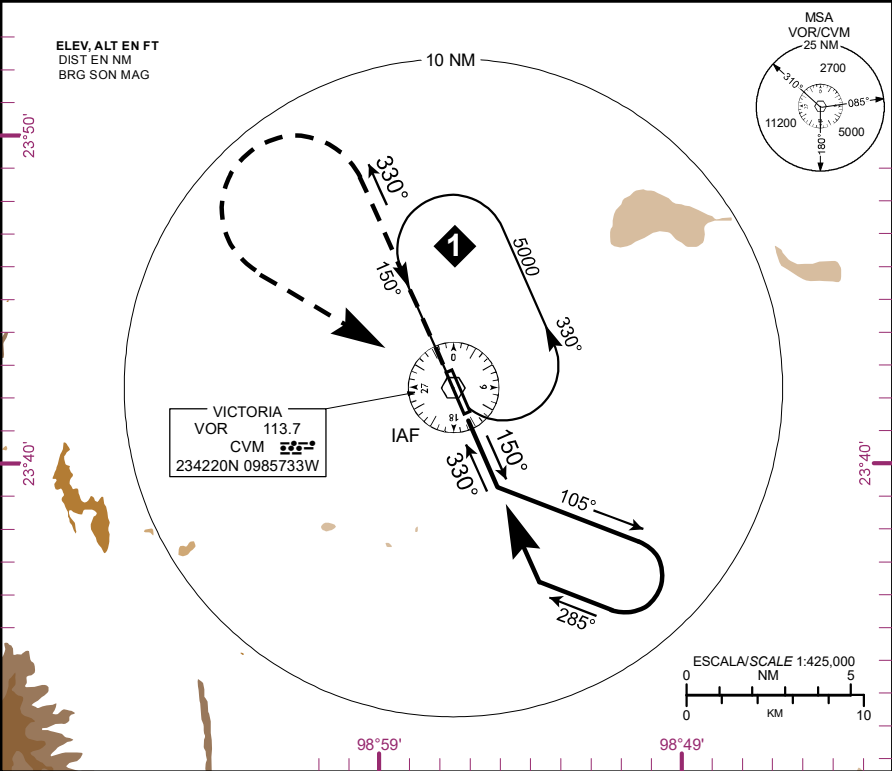 ELEV, ALT EN FT
DIST EN NM
BRG SON MAG
10 NM
MSA
VOR/CVM
25 NM
2700
310°
085°
11200
5000
180°
23°50'
330°
1
5000
150°
330°
0
27
9
18
VICTORIA
VOR 113.7
CVM
234220N 0985733W
IAF
150°
330°
23°40'
23°40'
105°
285°
ESCALA/SCALE 1:425,000
0 NM 5
0 KM 10
98°59'
98°49'